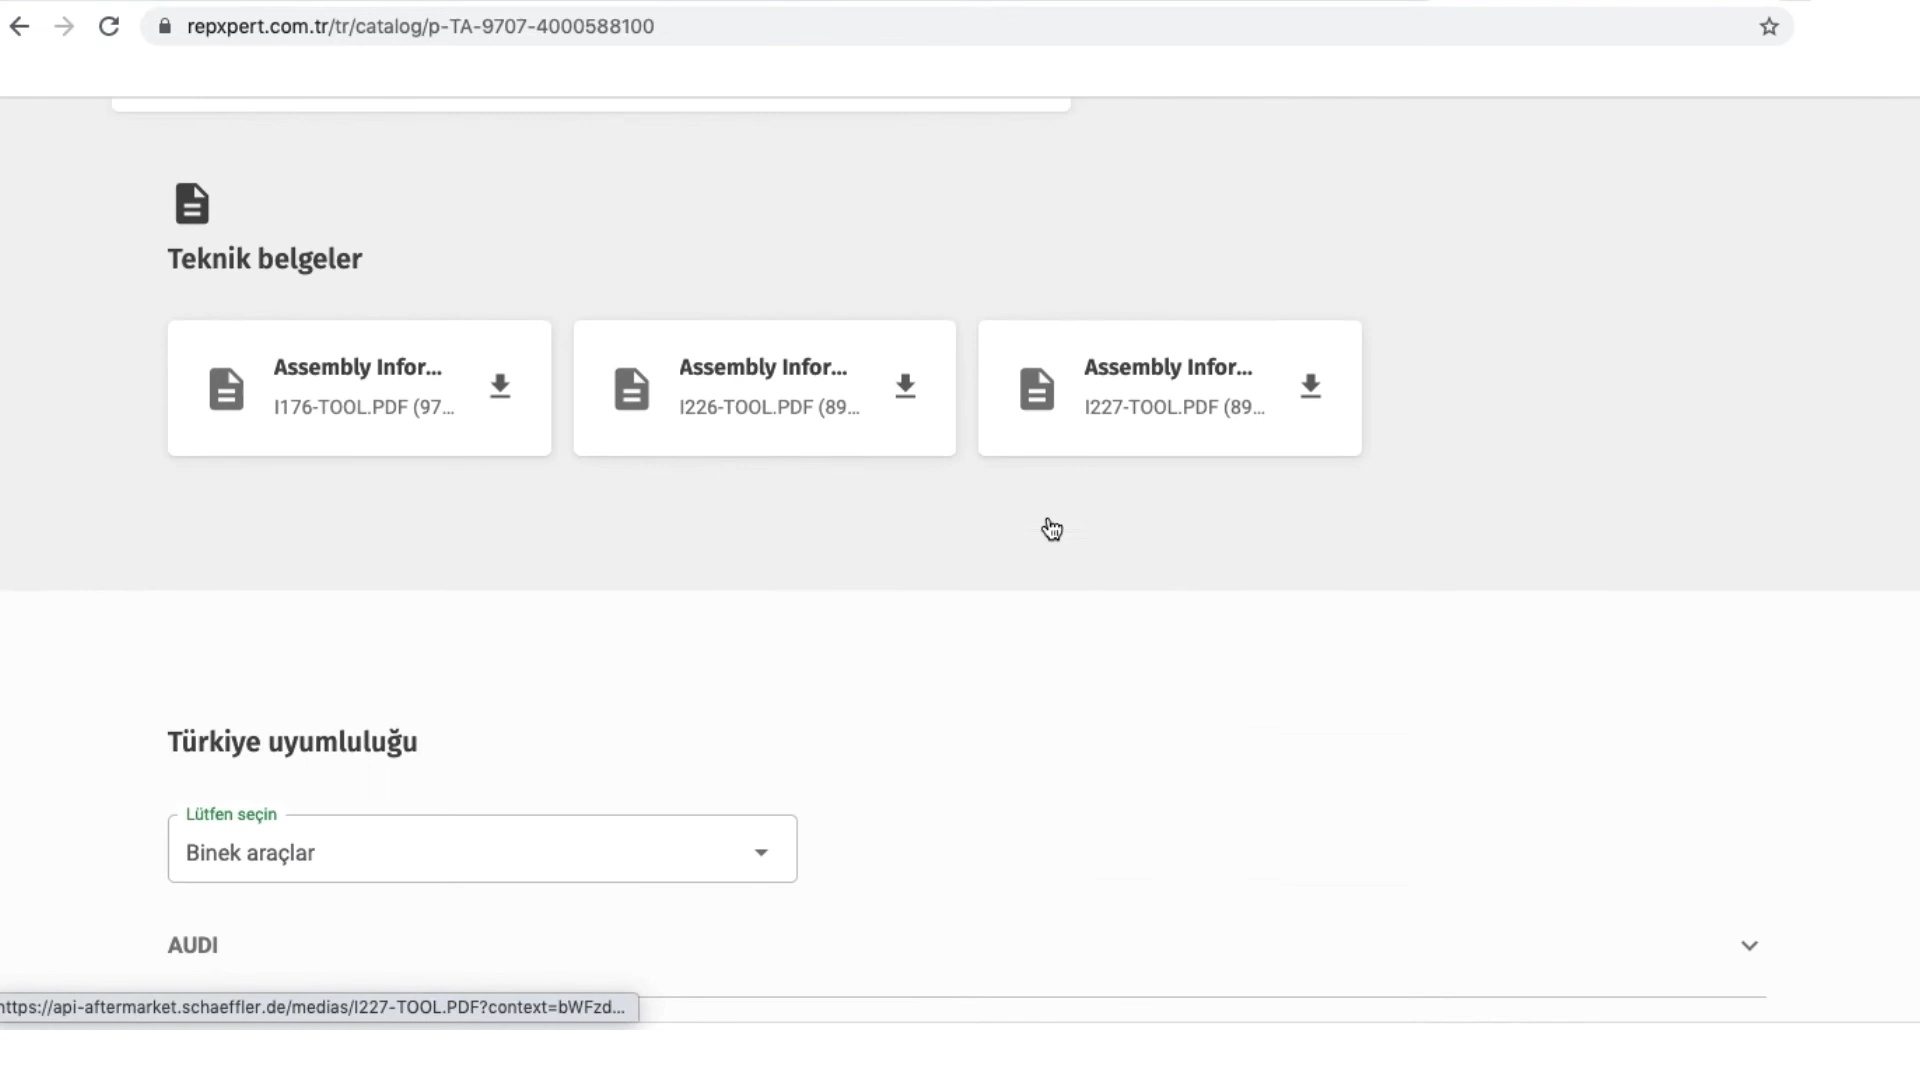 repxpert.com.tr/tr/catalog/p-TA-9707-4000588100
Teknik belgeler
Assembly Infor...
I176-TOOL.PDF (97...
Assembly Infor...
I226-TOOL.PDF (89...
Assembly Infor...
I227-TOOL.PDF (89...
Türkiye uyumluluğu
Lütfen seçin
Binek araçlar
AUDI
https://api-aftermarket.schaeffler.de/medias/I227-TOOL.PDF?context=bWFzd...